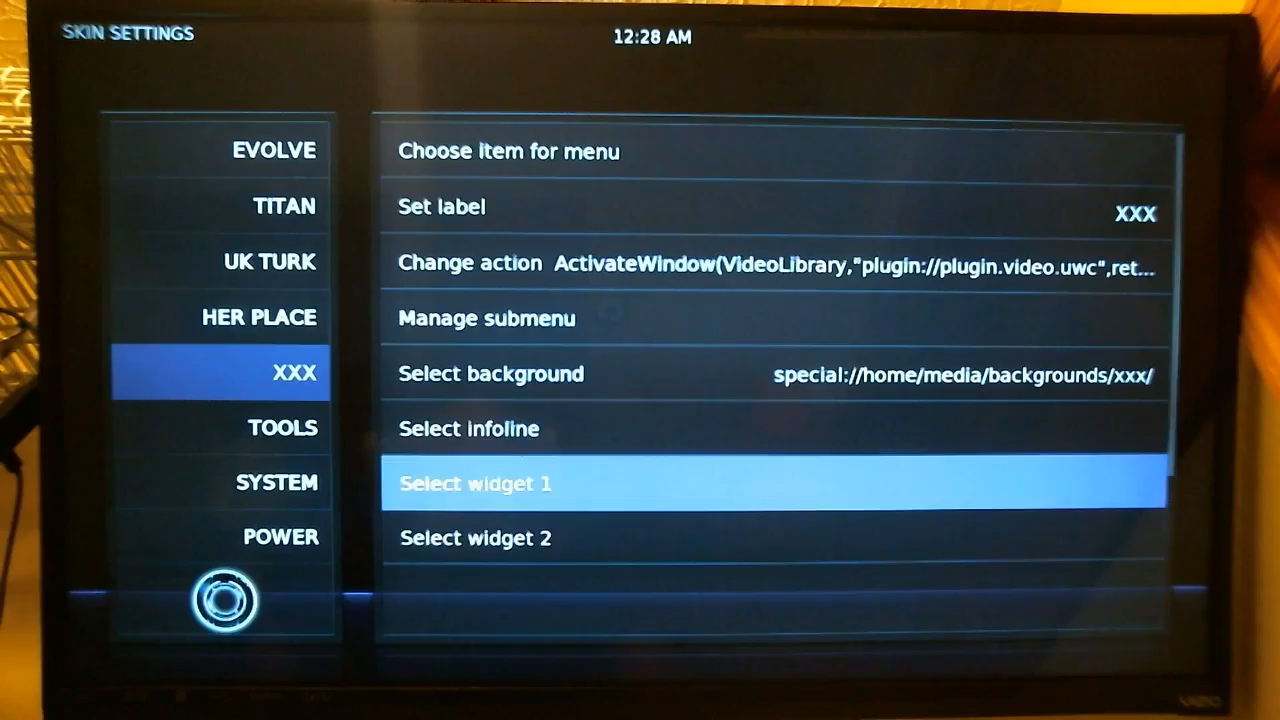 SKIN SETTINGS
12:28 AM
EVOLVE
TITAN
UK TURK
HER PLACE
XXX
TOOLS
SYSTEM
POWER
Choose item for menu
Set label XXX
Change action ActivateWindow(VideoLibrary,"plugin://plugin.video.uwc",ret...
Manage submenu
Select background special://home/media/backgrounds/xxx/
Select infoline
Select widget 1
Select widget 2